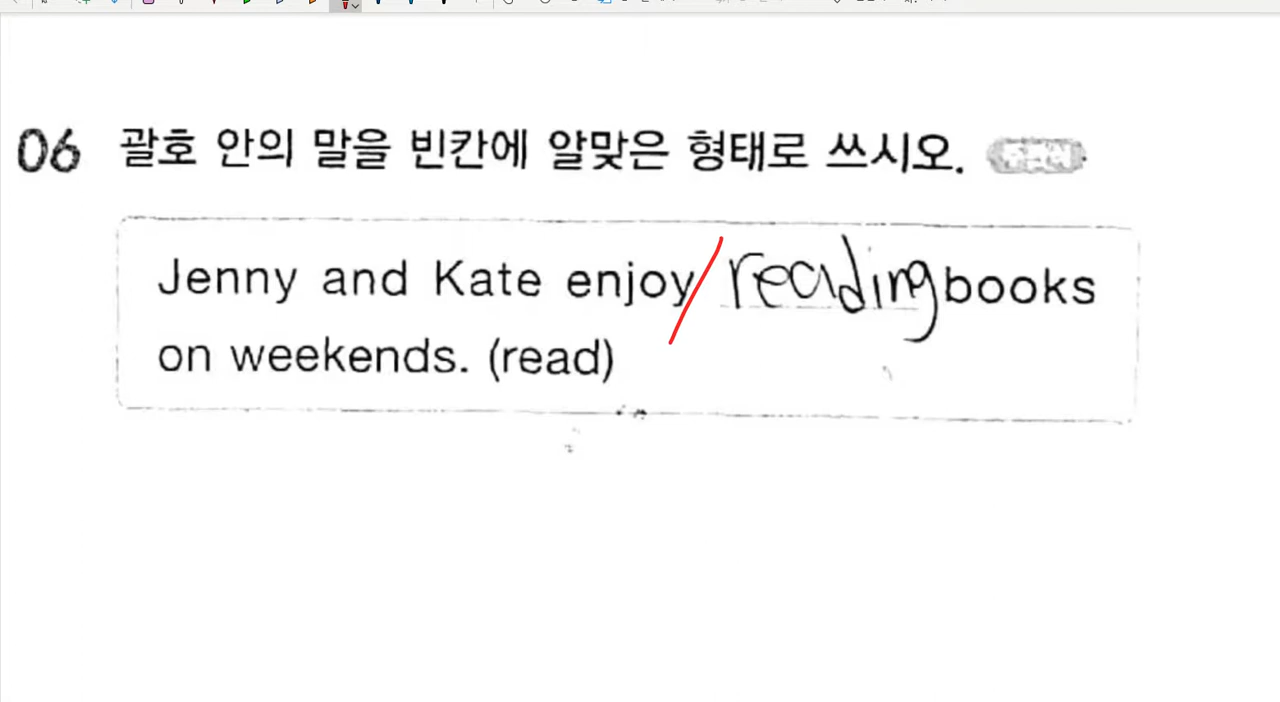 06 괄호 안의 말을 빈칸에 알맞은 형태로 쓰시오.
Jenny and Kate enjoy / reading books
on weekends. (read)